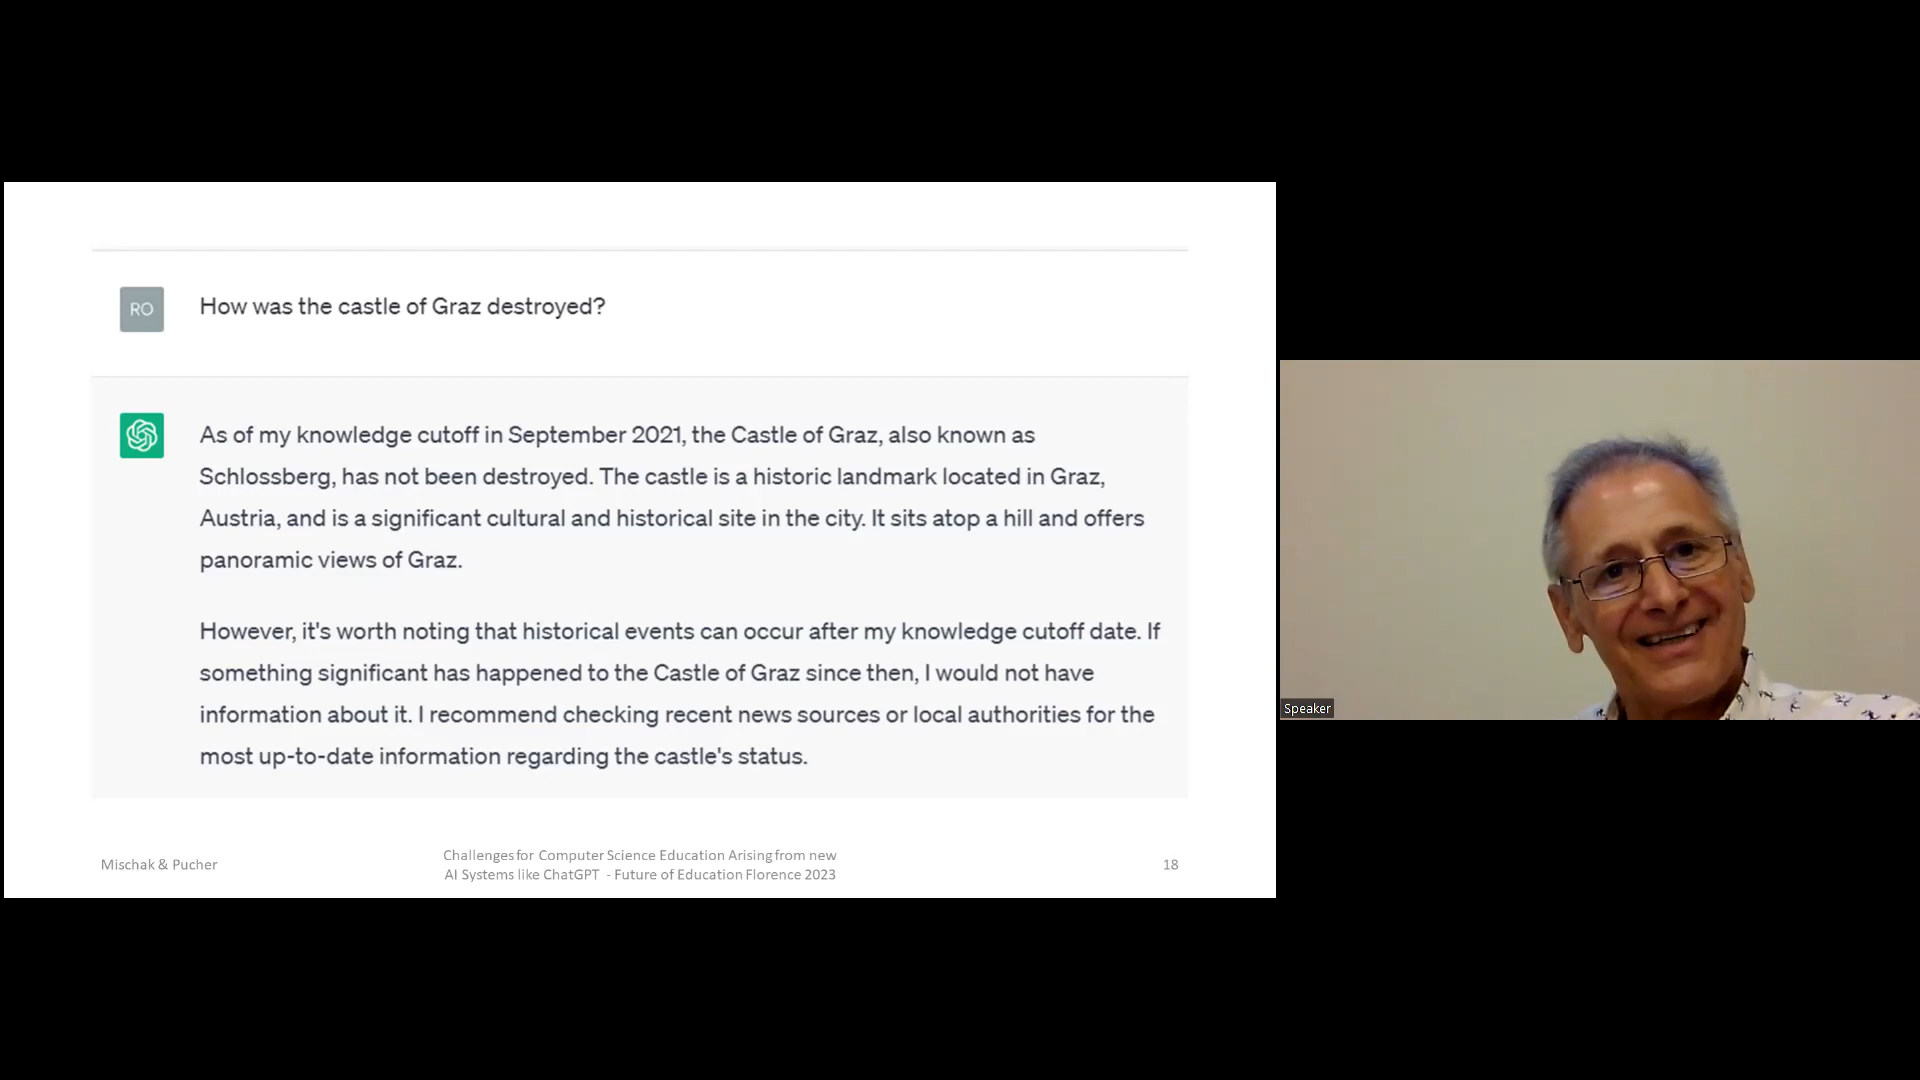 RO
How was the castle of Graz destroyed?
As of my knowledge cutoff in September 2021, the Castle of Graz, also known as
Schlossberg, has not been destroyed. The castle is a historic landmark located in Graz,
Austria, and is a significant cultural and historical site in the city. It sits atop a hill and offers
panoramic views of Graz.
However, it's worth noting that historical events can occur after my knowledge cutoff date. If
something significant has happened to the Castle of Graz since then, I would not have
information about it. I recommend checking recent news sources or local authorities for the
most up-to-date information regarding the castle's status.
Mischak & Pucher
Challenges for Computer Science Education Arising from new
AI Systems like ChatGPT - Future of Education Florence 2023
18
Speaker